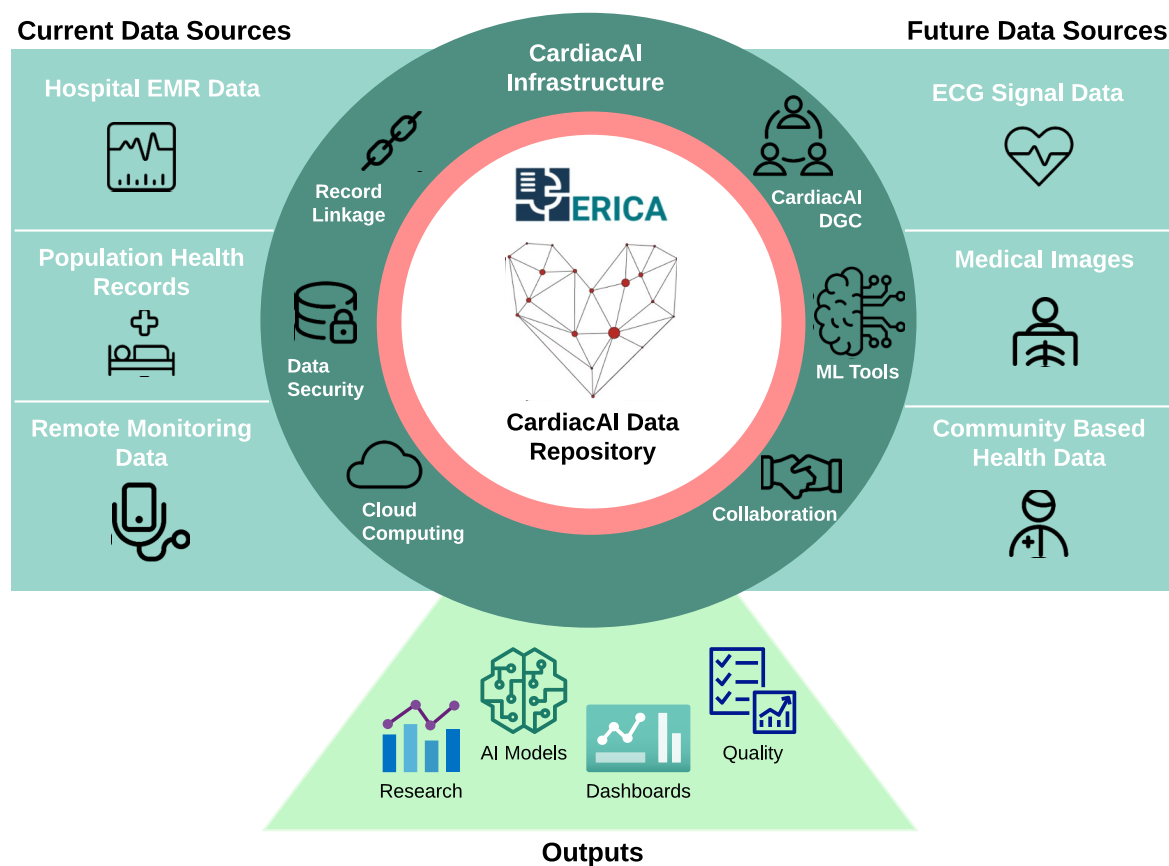 Current Data Sources
Future Data Sources
CardiacAI
Infrastructure
Hospital EMR Data
Population Health
Records
Remote Monitoring
Data
Record
Linkage
Data
Security
Cloud
Computing
ERICA
CardiacAI Data
Repository
CardiacAI
DGC
ML Tools
Collaboration
ECG Signal Data
Medical Images
Community Based
Health Data
Research
AI Models
Dashboards
Quality
Outputs